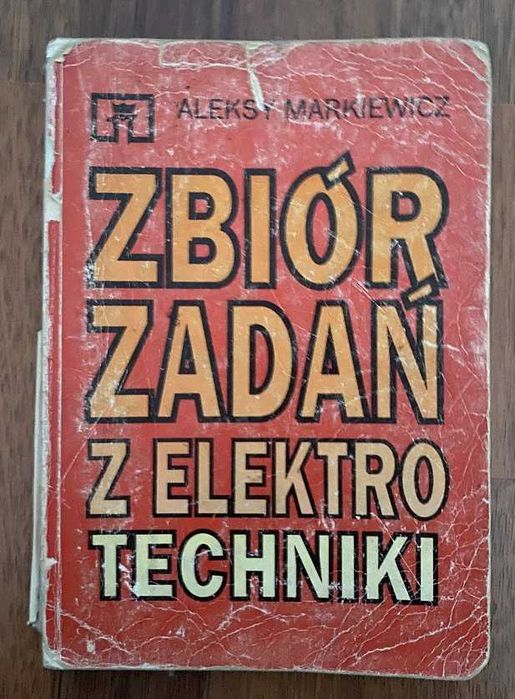 ALEKSY MARKIEWICZ
ZBIÓR
ZADAŃ
Z ELEKTRO
TECHNIKI